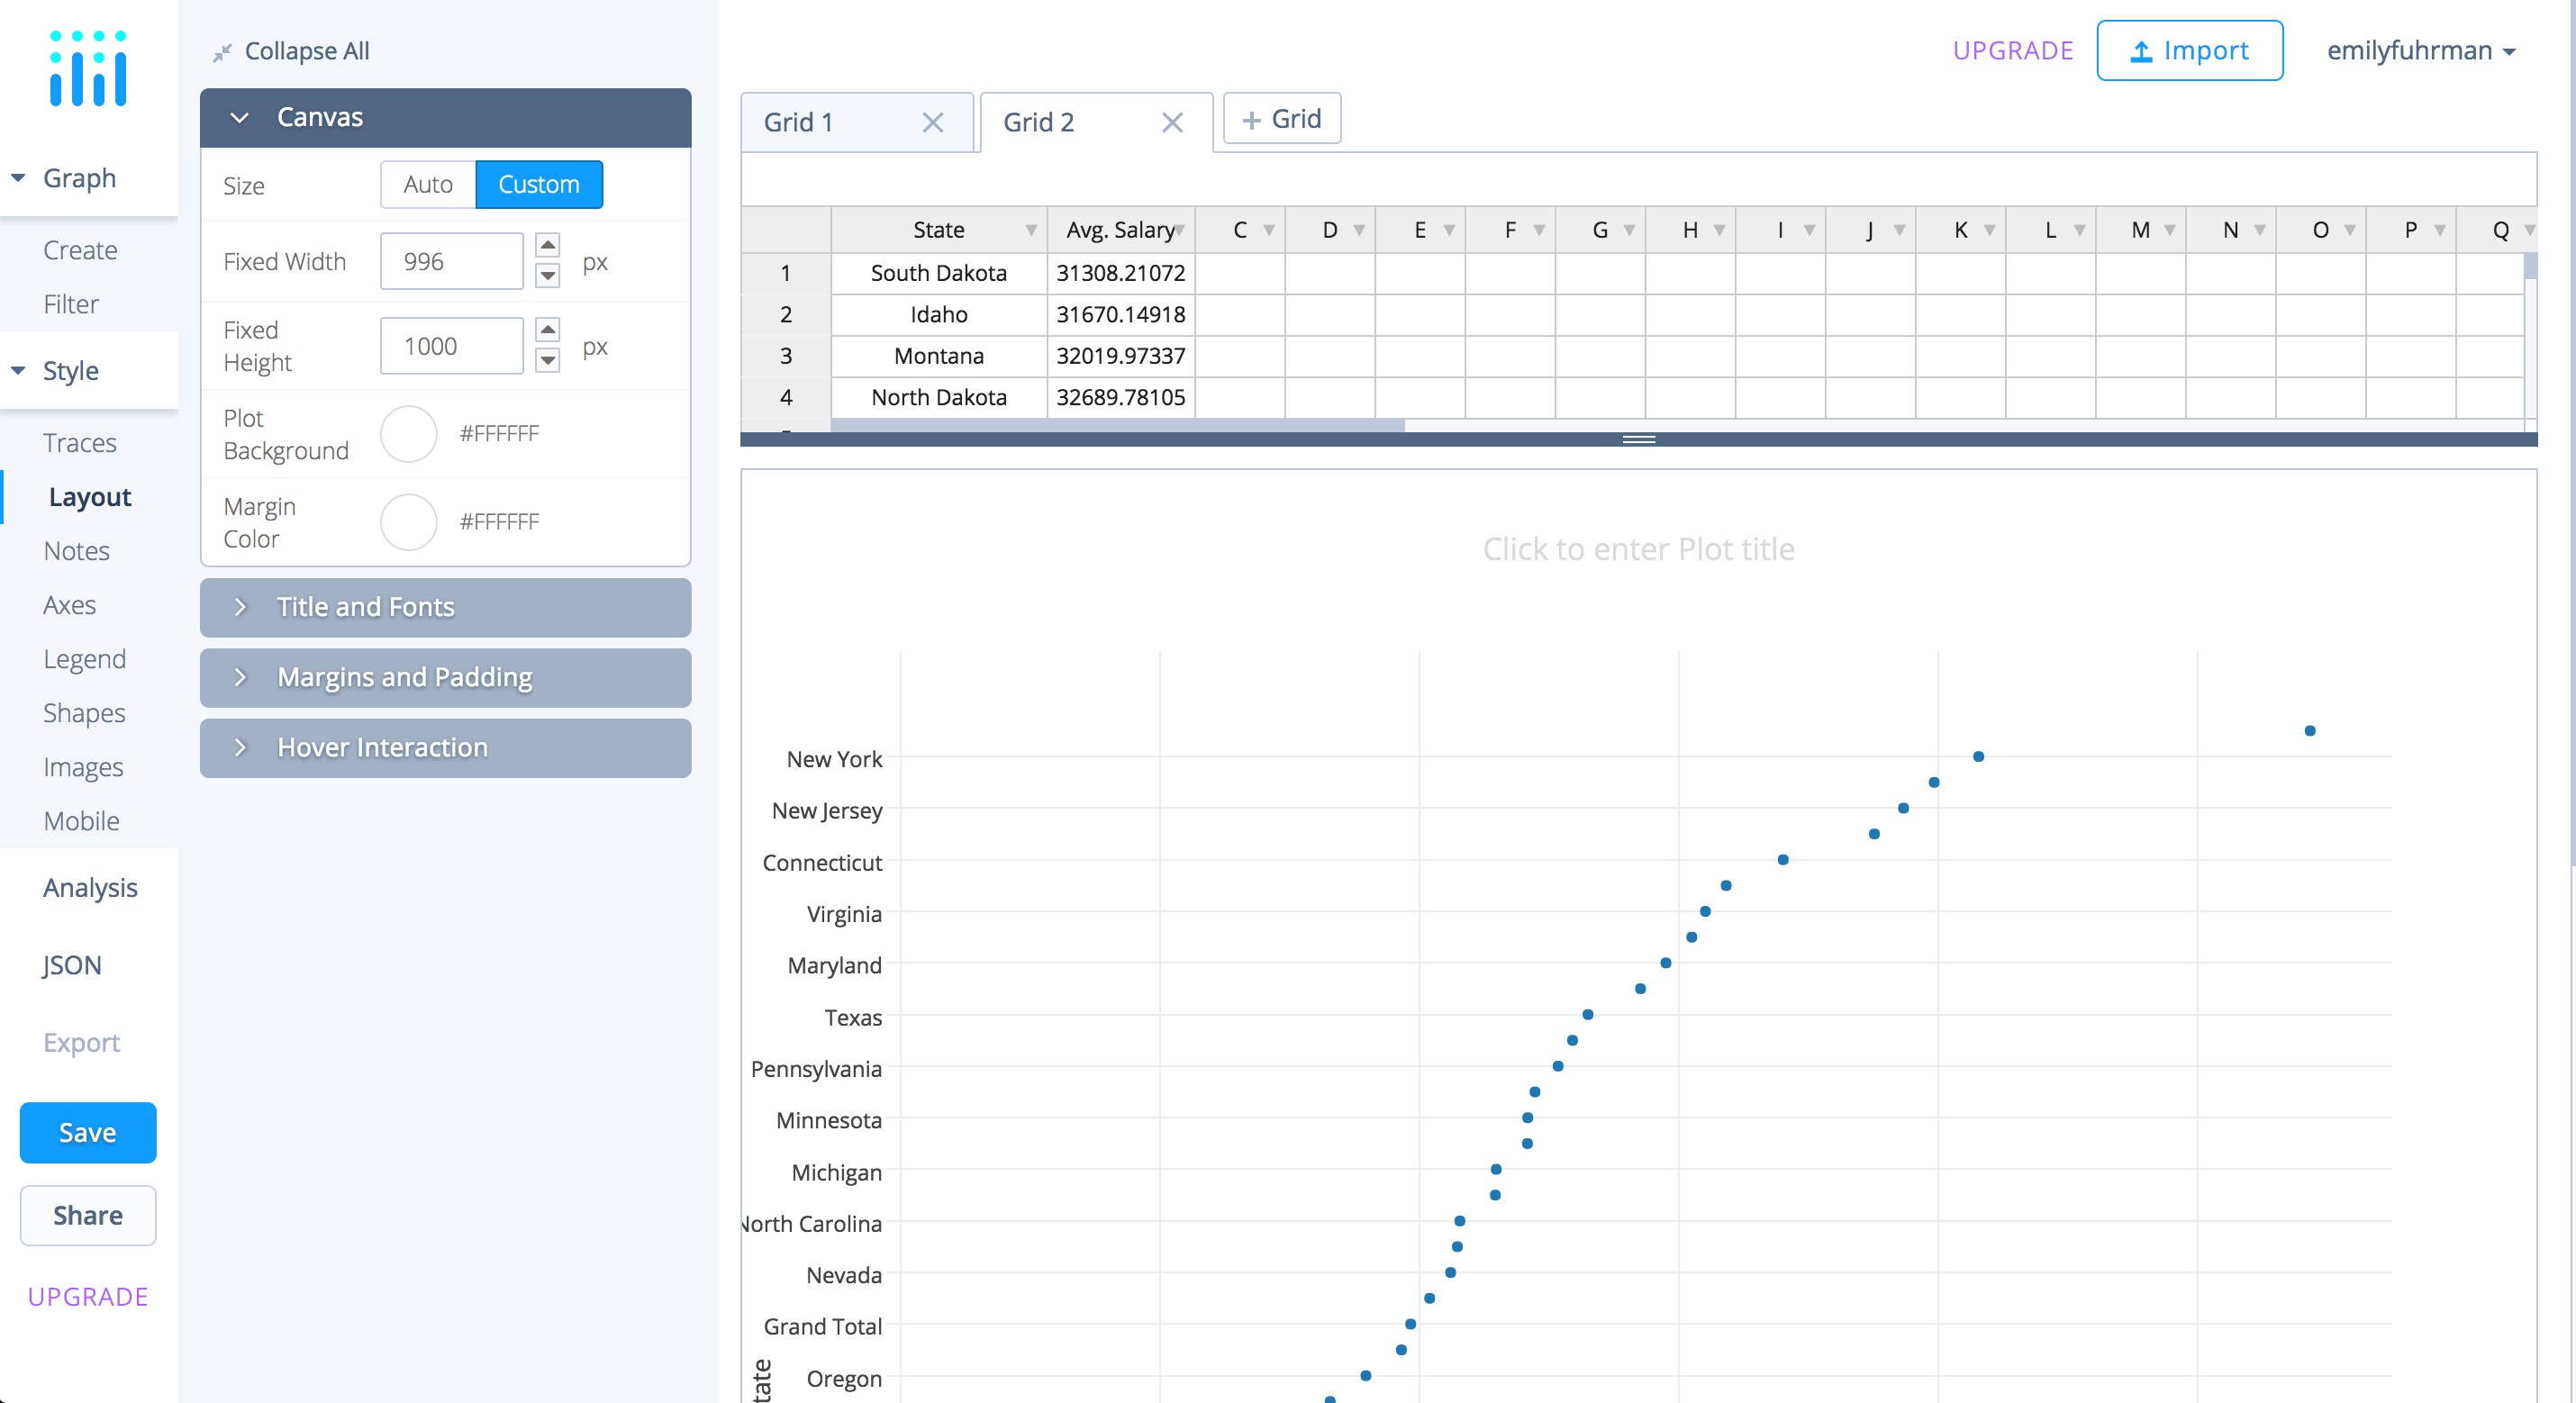 Collapse All
UPGRADE
Import
emilyfuhrman
Canvas
Grid 1
Grid 2
+ Grid
Graph
Size
Auto
Custom
Create
Filter
Fixed Width
996
px
State
Avg. Salary
C
D
E
F
G
H
I
J
K
L
M
N
O
P
Q
1 South Dakota 31308.21072
2 Idaho 31670.14918
3 Montana 32019.97337
4 North Dakota 32689.78105
Fixed
Height
1000
px
Style
Plot
Background
#FFFFFF
Traces
Layout
Margin
Color
#FFFFFF
Notes
Click to enter Plot title
Axes
Title and Fonts
Legend
Margins and Padding
Shapes
Hover Interaction
Images
Mobile
Analysis
JSON
Export
Save
Share
UPGRADE
New York
New Jersey
Connecticut
Virginia
Maryland
Texas
Pennsylvania
Minnesota
Michigan
North Carolina
Nevada
Grand Total
Oregon
tate